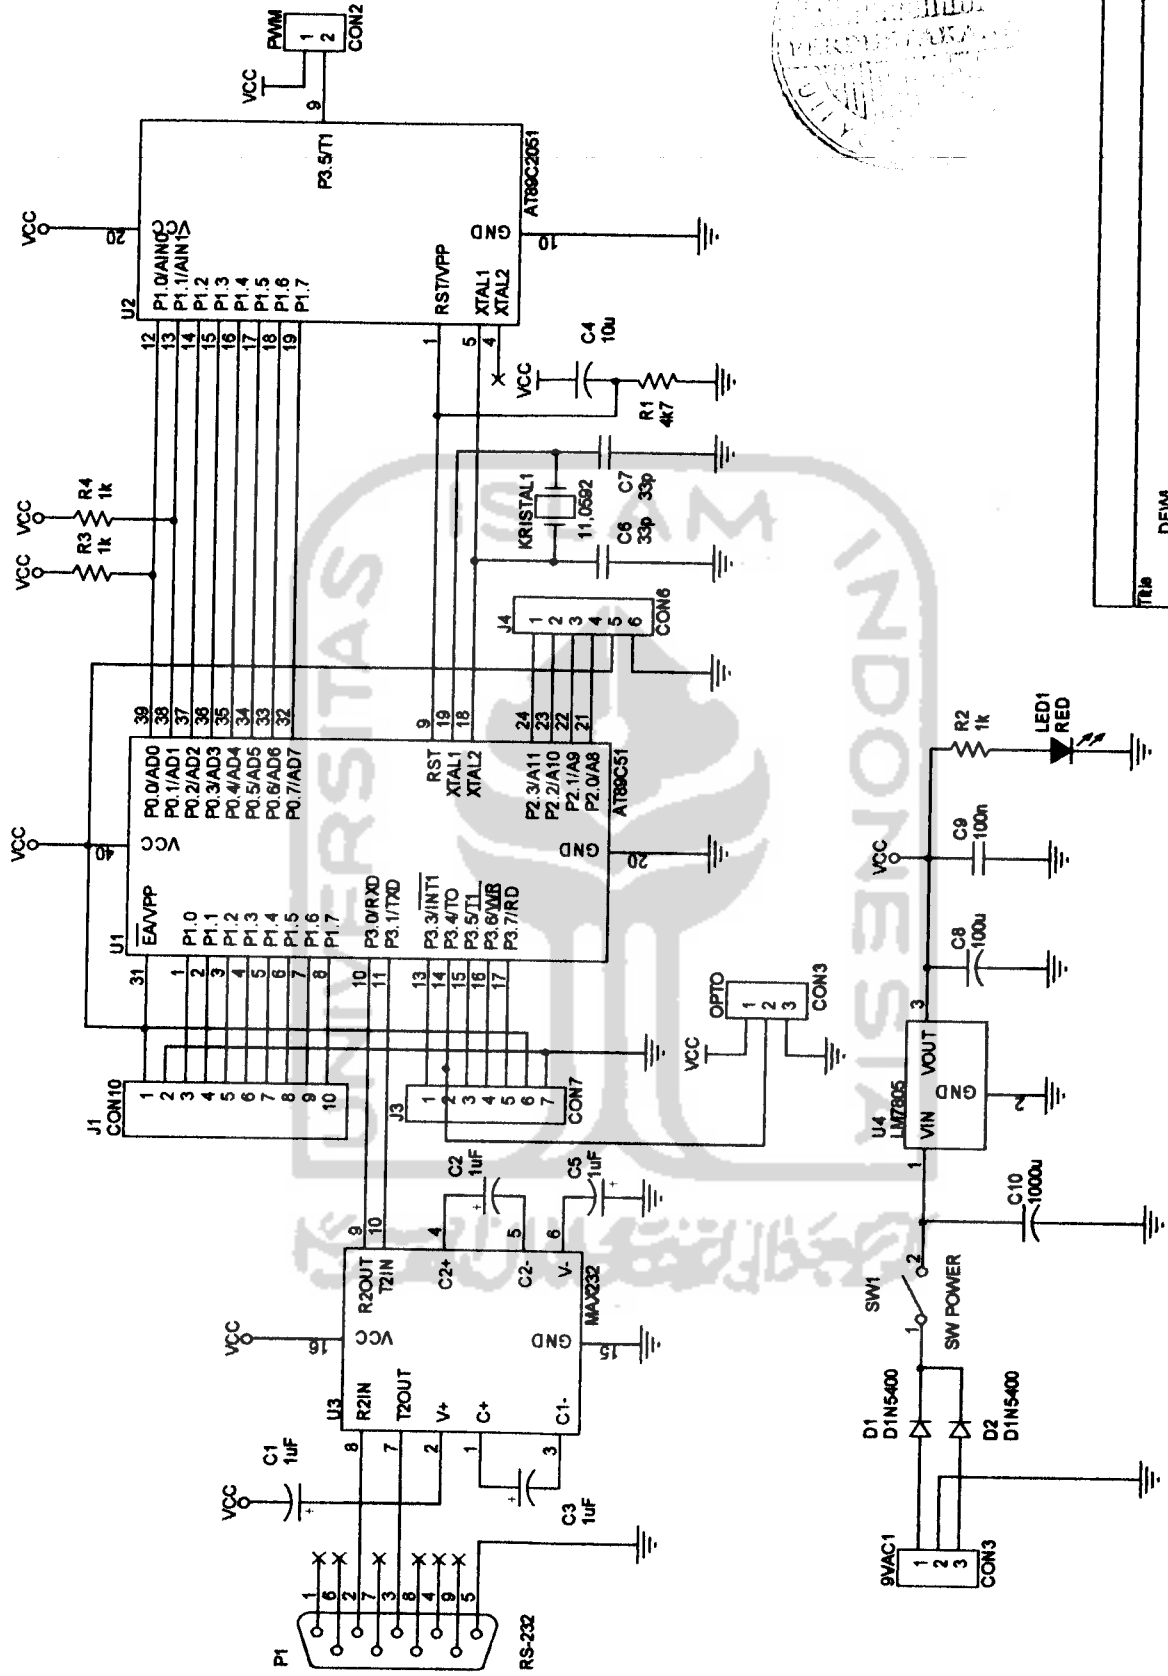 PWM
1
2
CON2
VCC
9
P3.5/T1
AT89C2051
VCC
20
U2
P1.0/AIN0
P1.1/AIN1
P1.2
P1.3
P1.4
P1.5
P1.6
P1.7
VCC
GND
10
RST/VPP
XTAL1
XTAL2
12
13
14
15
16
17
18
19
1
5
4
VCC
C4
10u
R1
4k7
VCC
R4
1k
VCC
R3
1k
KRISTAL1
11,0592
C7
33p
C6
33p
J4
1
2
3
4
5
6
CON6
39
38
37
36
35
34
33
32
9
19
18
24
23
22
21
P0.0/AD0
P0.1/AD1
P0.2/AD2
P0.3/AD3
P0.4/AD4
P0.5/AD5
P0.6/AD6
P0.7/AD7
RST
XTAL1
XTAL2
P2.3/A11
P2.2/A10
P2.1/A9
P2.0/A8
AT89C51
VCC
40
VCC
GND
20
U1
EA/VPP
P1.0
P1.1
P1.2
P1.3
P1.4
P1.5
P1.6
P1.7
P3.0/RXD
P3.1/TXD
P3.3/INT1
P3.4/TO
P3.5/T1
P3.6/WR
P3.7/RD
31
1
2
3
4
5
6
7
8
10
11
13
14
15
16
17
J1
CON10
1
2
3
4
5
6
7
8
9
10
J3
1
2
3
4
5
6
7
CON7
OPTO
1
2
3
CON3
VCC
C2
1uF
C5
1uF
9
10
4
5
6
R2OUT
T2IN
C2+
C2-
V-
MAX232
VCC
16
VCC
GND
15
U3
R2IN
T2OUT
V+
C+
C1-
8
7
2
1
3
VCC
C1
1uF
C3
1uF
P1
1
6
2
7
3
8
4
9
5
RS-232
9VAC1
1
2
3
CON3
D1
D1N5400
D2
D1N5400
SW1
1
2
SW POWER
C10
1000u
U4
LM7805
VIN
VOUT
GND
1
2
3
C8
100u
VCC
C9
100n
R2
1k
LED1
RED
Title
UNIVERSITAS
ISLAM
INDONESIA